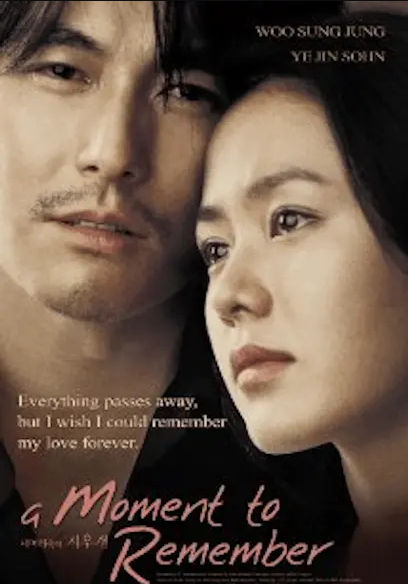 WOO SUNG JUNG
YE JIN SOHN
Everything passes away,
but I wish I could remember
my love forever.
a Moment to
내 머리속의 지우개
Remember